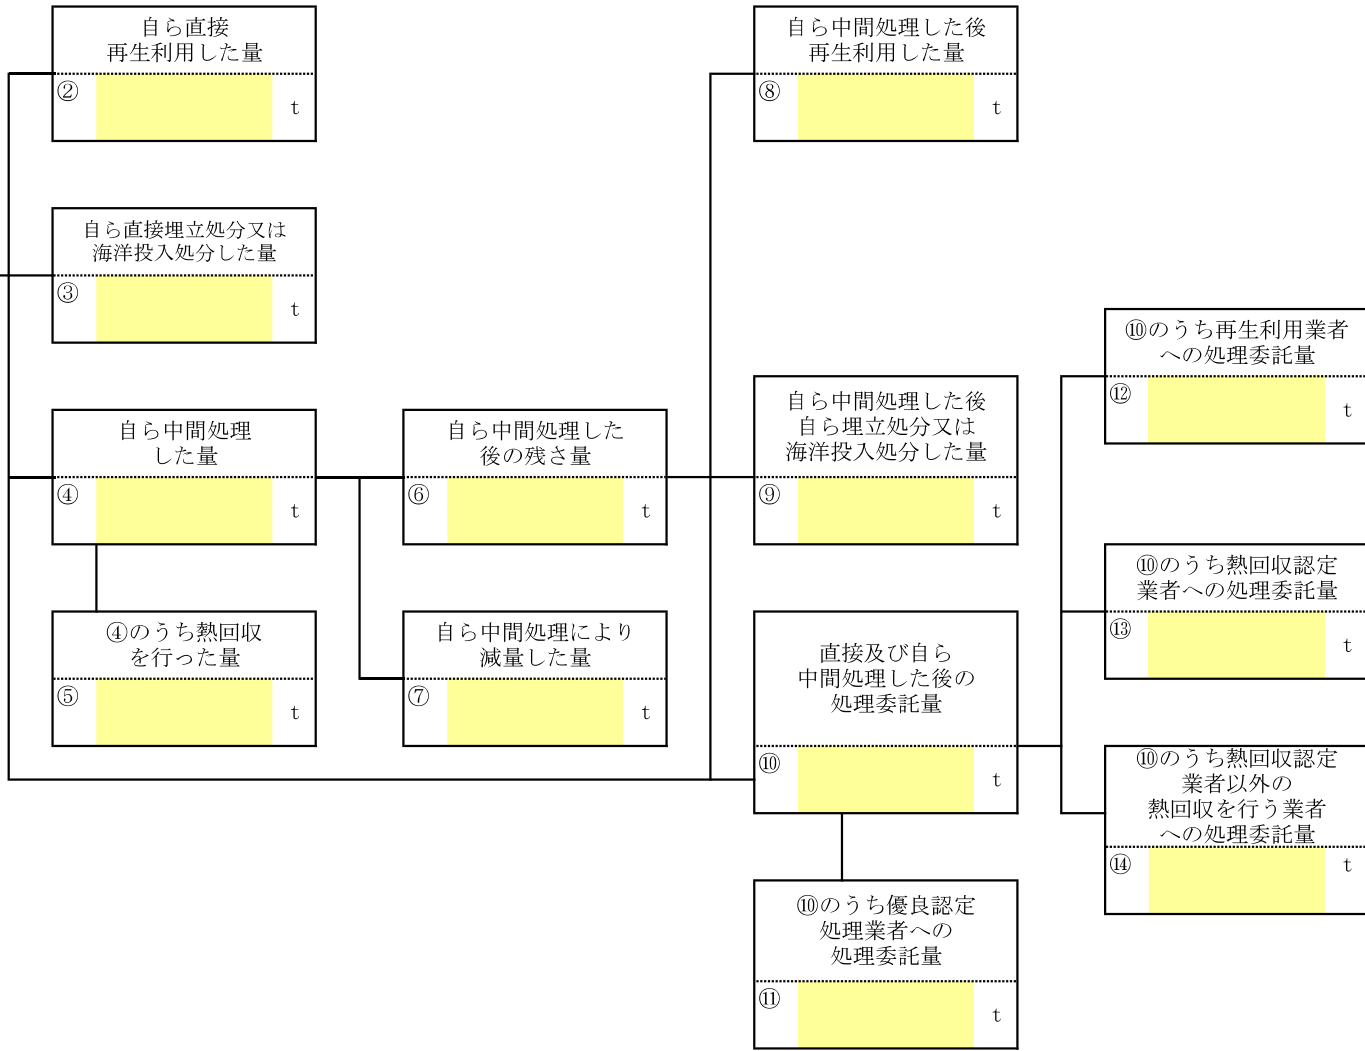 自ら直接
再生利用した量
②
t
自ら直接埋立処分又は
海洋投入処分した量
③
t
自ら中間処理
した量
④
t
④のうち熱回収
を行った量
⑤
t
自ら中間処理した
後の残さ量
⑥
t
自ら中間処理により
減量した量
⑦
t
自ら中間処理した後
再生利用した量
⑧
t
自ら中間処理した後
自ら埋立処分又は
海洋投入処分した量
⑨
t
直接及び自ら
中間処理した後の
処理委託量
⑩
t
⑩のうち優良認定
処理業者への
処理委託量
⑪
t
⑩のうち再生利用業者
への処理委託量
⑫
t
⑩のうち熱回収認定
業者への処理委託量
⑬
t
⑩のうち熱回収認定
業者以外の
熱回収を行う業者
への処理委託量
⑭
t